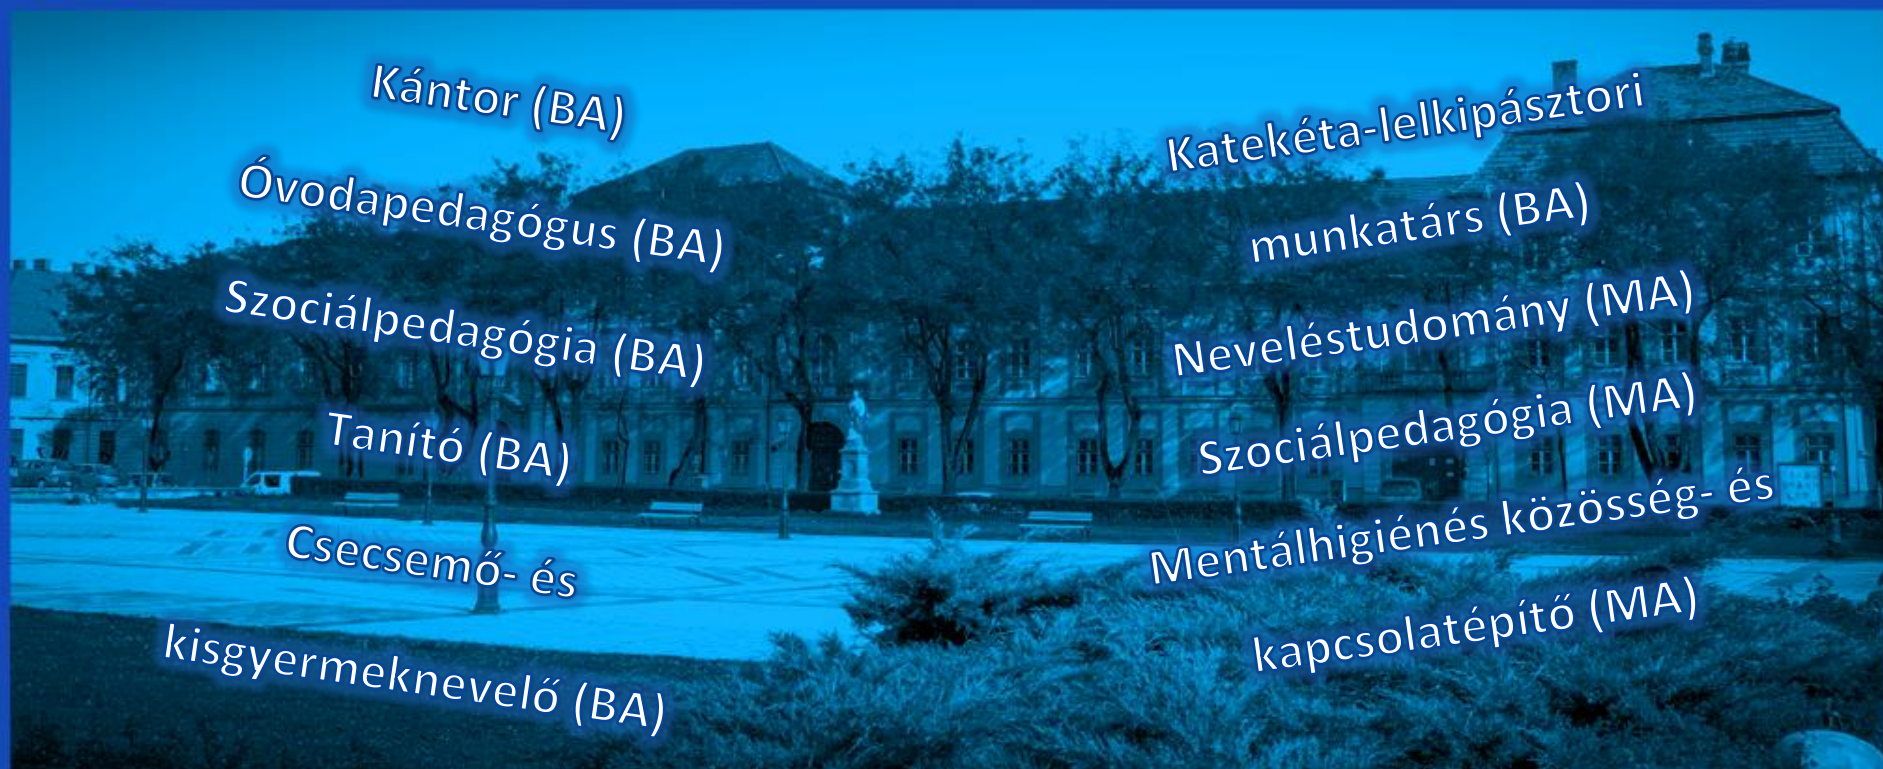 Kántor (BA)
Óvodapedagógus (BA)
Szociálpedagógia (BA)
Tanító (BA)
Csecsemő- és
kisgyermeknevelő (BA)
Katekéta-lelkipásztori
munkatárs (BA)
Neveléstudomány (MA)
Szociálpedagógia (MA)
Mentálhigiénés közösség- és
kapcsolatépítő (MA)